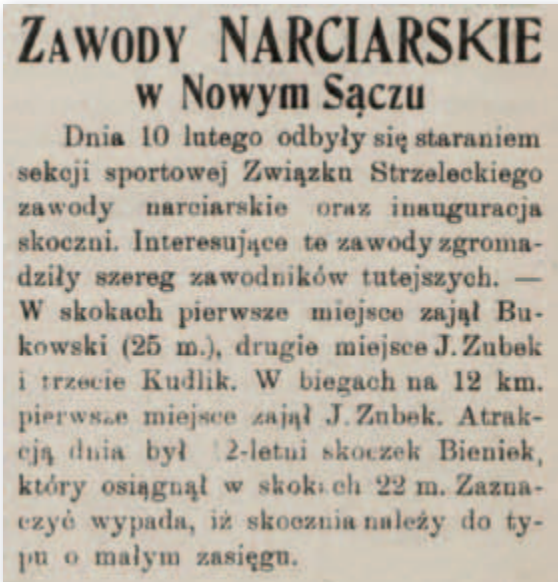 ZAWODY NARCIARSKIE
w Nowym Sączu
Dnia 10 lutego odbyły się staraniem
sekcji sportowej Związku Strzeleckiego
zawody narciarskie oraz inauguracja
skoczni. Interesujące te zawody zgroma-
dziły szereg zawodników tutejszych. —
W skokach pierwsze miejsce zajął Bu-
kowski (25 m.), drugie miejsce J. Zubek
i trzecie Kudlik. W biegach na 12 km.
pierwsze miejsce zajął J. Zubek. Atrak-
cją dnia był 12-letni skoczek Bieniek,
który osiągnął w skokach 22 m. Zazna-
czyć wypada, iż skocznia należy do ty-
pu o małym zasięgu.